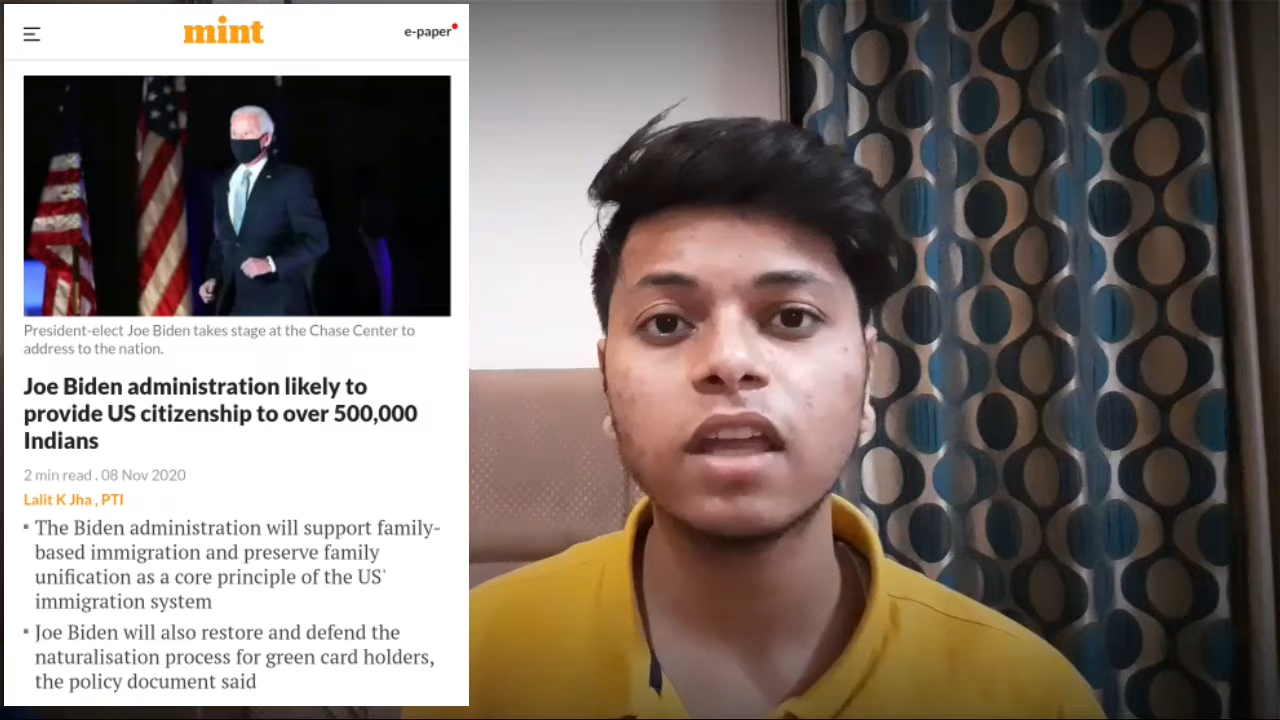 mint
e-paper
President-elect Joe Biden takes stage at the Chase Center to
address to the nation.
Joe Biden administration likely to
provide US citizenship to over 500,000
Indians
2 min read . 08 Nov 2020
Lalit K Jha , PTI
▪ The Biden administration will support family-
based immigration and preserve family
unification as a core principle of the US'
immigration system
▪ Joe Biden will also restore and defend the
naturalisation process for green card holders,
the policy document said